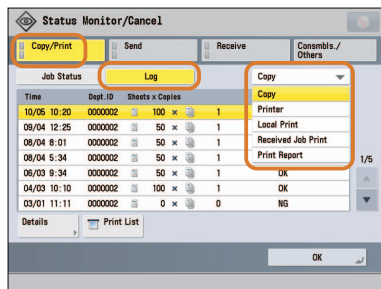 Status Monitor/Cancel
Copy/Print Send Receive Consmbls./
Others
Job Status Log Copy
Time Dept.ID Sheets x Copies
Copy
Printer
Local Print
Received Job Print
Print Report
10/05 10:20 0000002 100 × 1
09/04 12:25 0000002 50 × 1
08/04 8:01 0000002 50 × 1
08/04 5:34 0000002 50 × 1
06/03 9:34 0000002 50 × 1 OK
04/03 10:10 0000002 100 × 1 OK
03/01 11:11 0000002 0 × 0 NG
1/5
Details Print List
OK